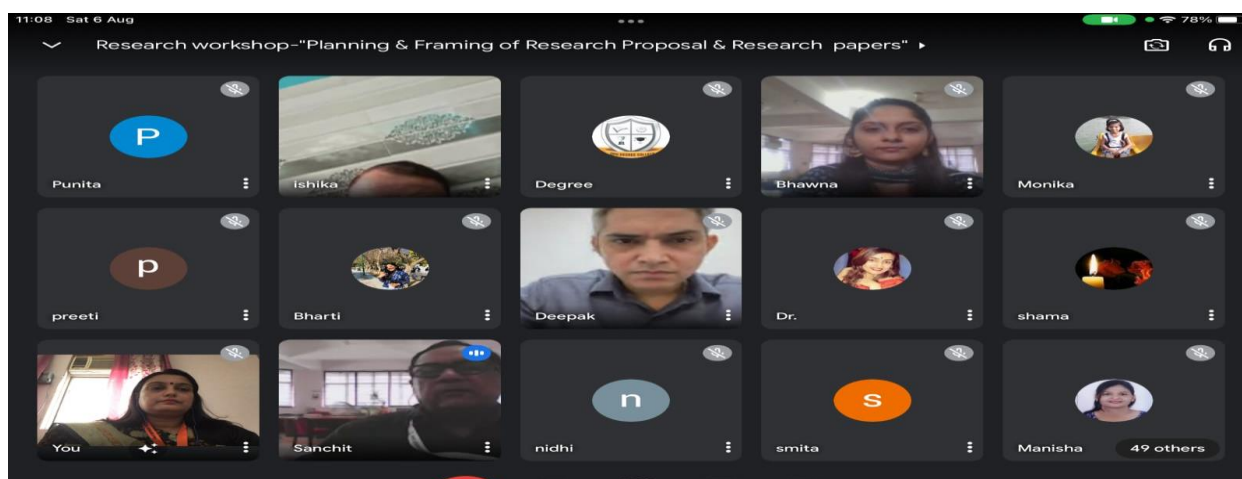 11:08 Sat 6 Aug
78%
Research workshop-"Planning & Framing of Research Proposal & Research papers"
P
Punita
ishika
Degree
Bhawna
Monika
p
preeti
Bharti
Deepak
Dr.
shama
You
Sanchit
n
nidhi
s
smita
Manisha
49 others